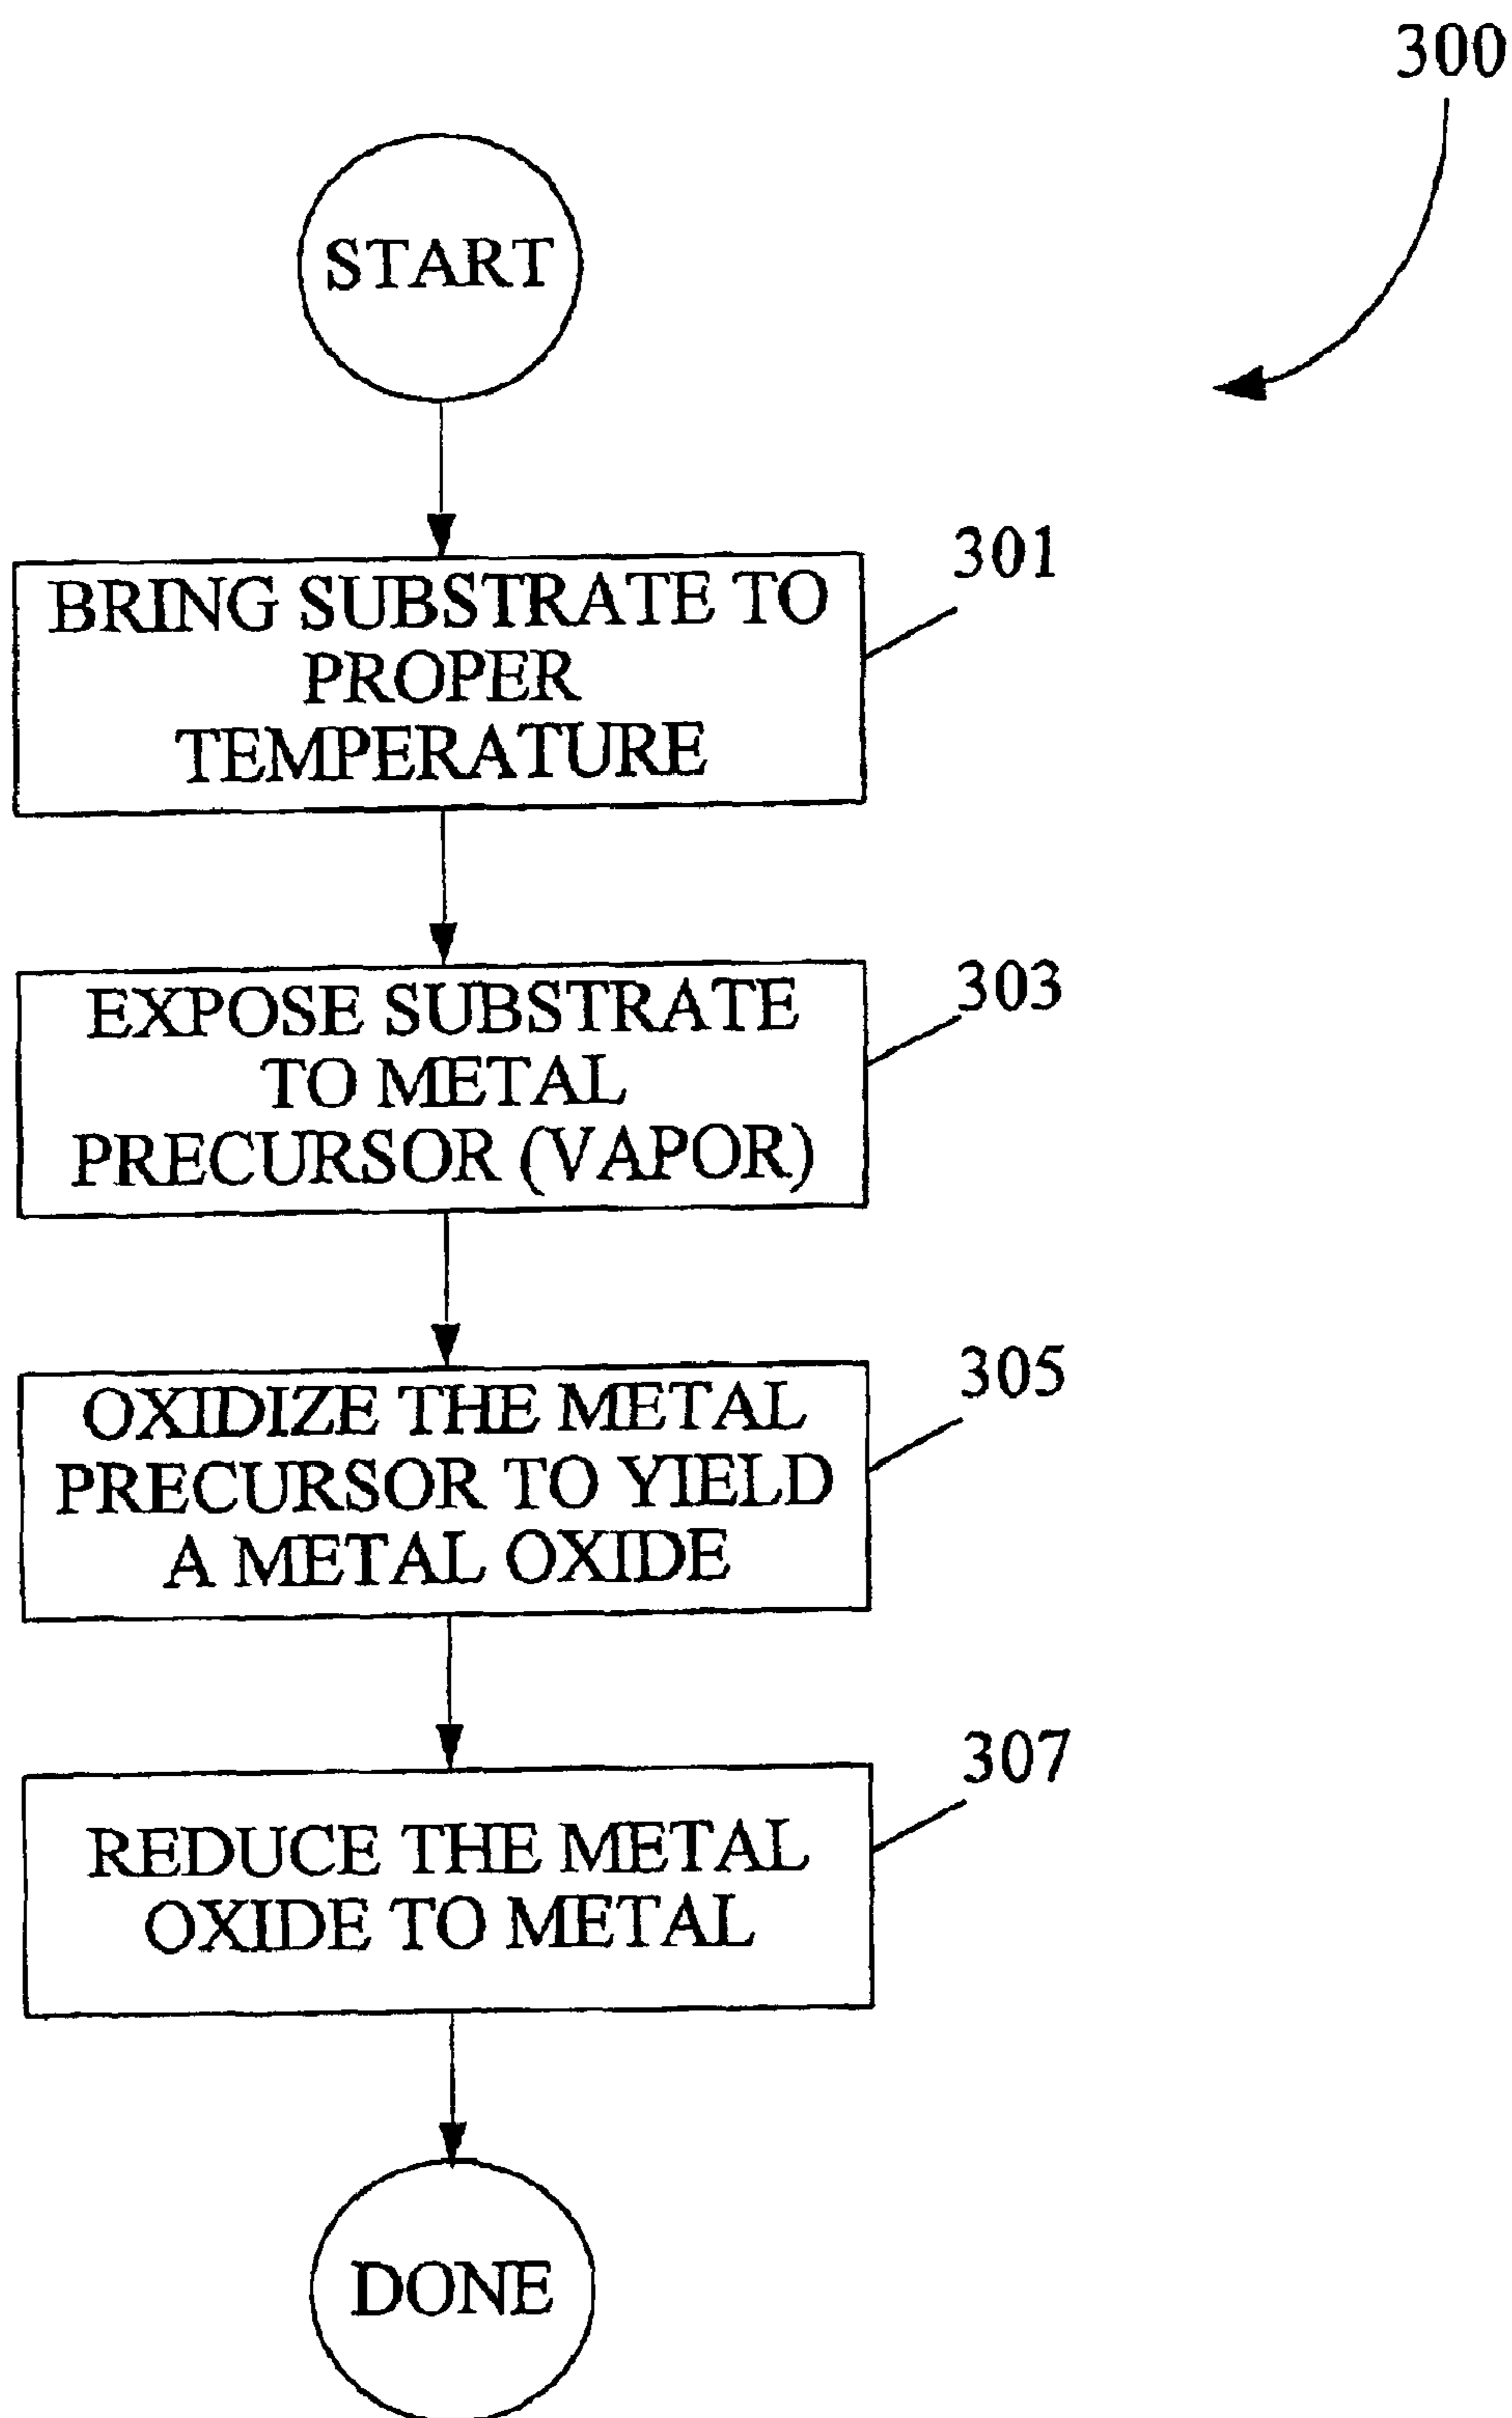 300
START
301
BRING SUBSTRATE TO
PROPER
TEMPERATURE
303
EXPOSE SUBSTRATE
TO METAL
PRECURSOR (VAPOR)
305
OXIDIZE THE METAL
PRECURSOR TO YIELD
A METAL OXIDE
307
REDUCE THE METAL
OXIDE TO METAL
DONE